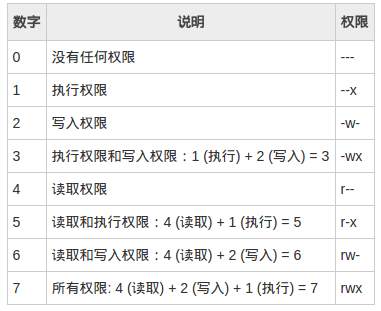 数字 说明 权限
0 没有任何权限 ---
1 执行权限 --x
2 写入权限 -w-
3 执行权限和写入权限：1 (执行) + 2 (写入) = 3 -wx
4 读取权限 r--
5 读取和执行权限：4 (读取) + 1 (执行) = 5 r-x
6 读取和写入权限：4 (读取) + 2 (写入) = 6 rw-
7 所有权限: 4 (读取) + 2 (写入) + 1 (执行) = 7 rwx